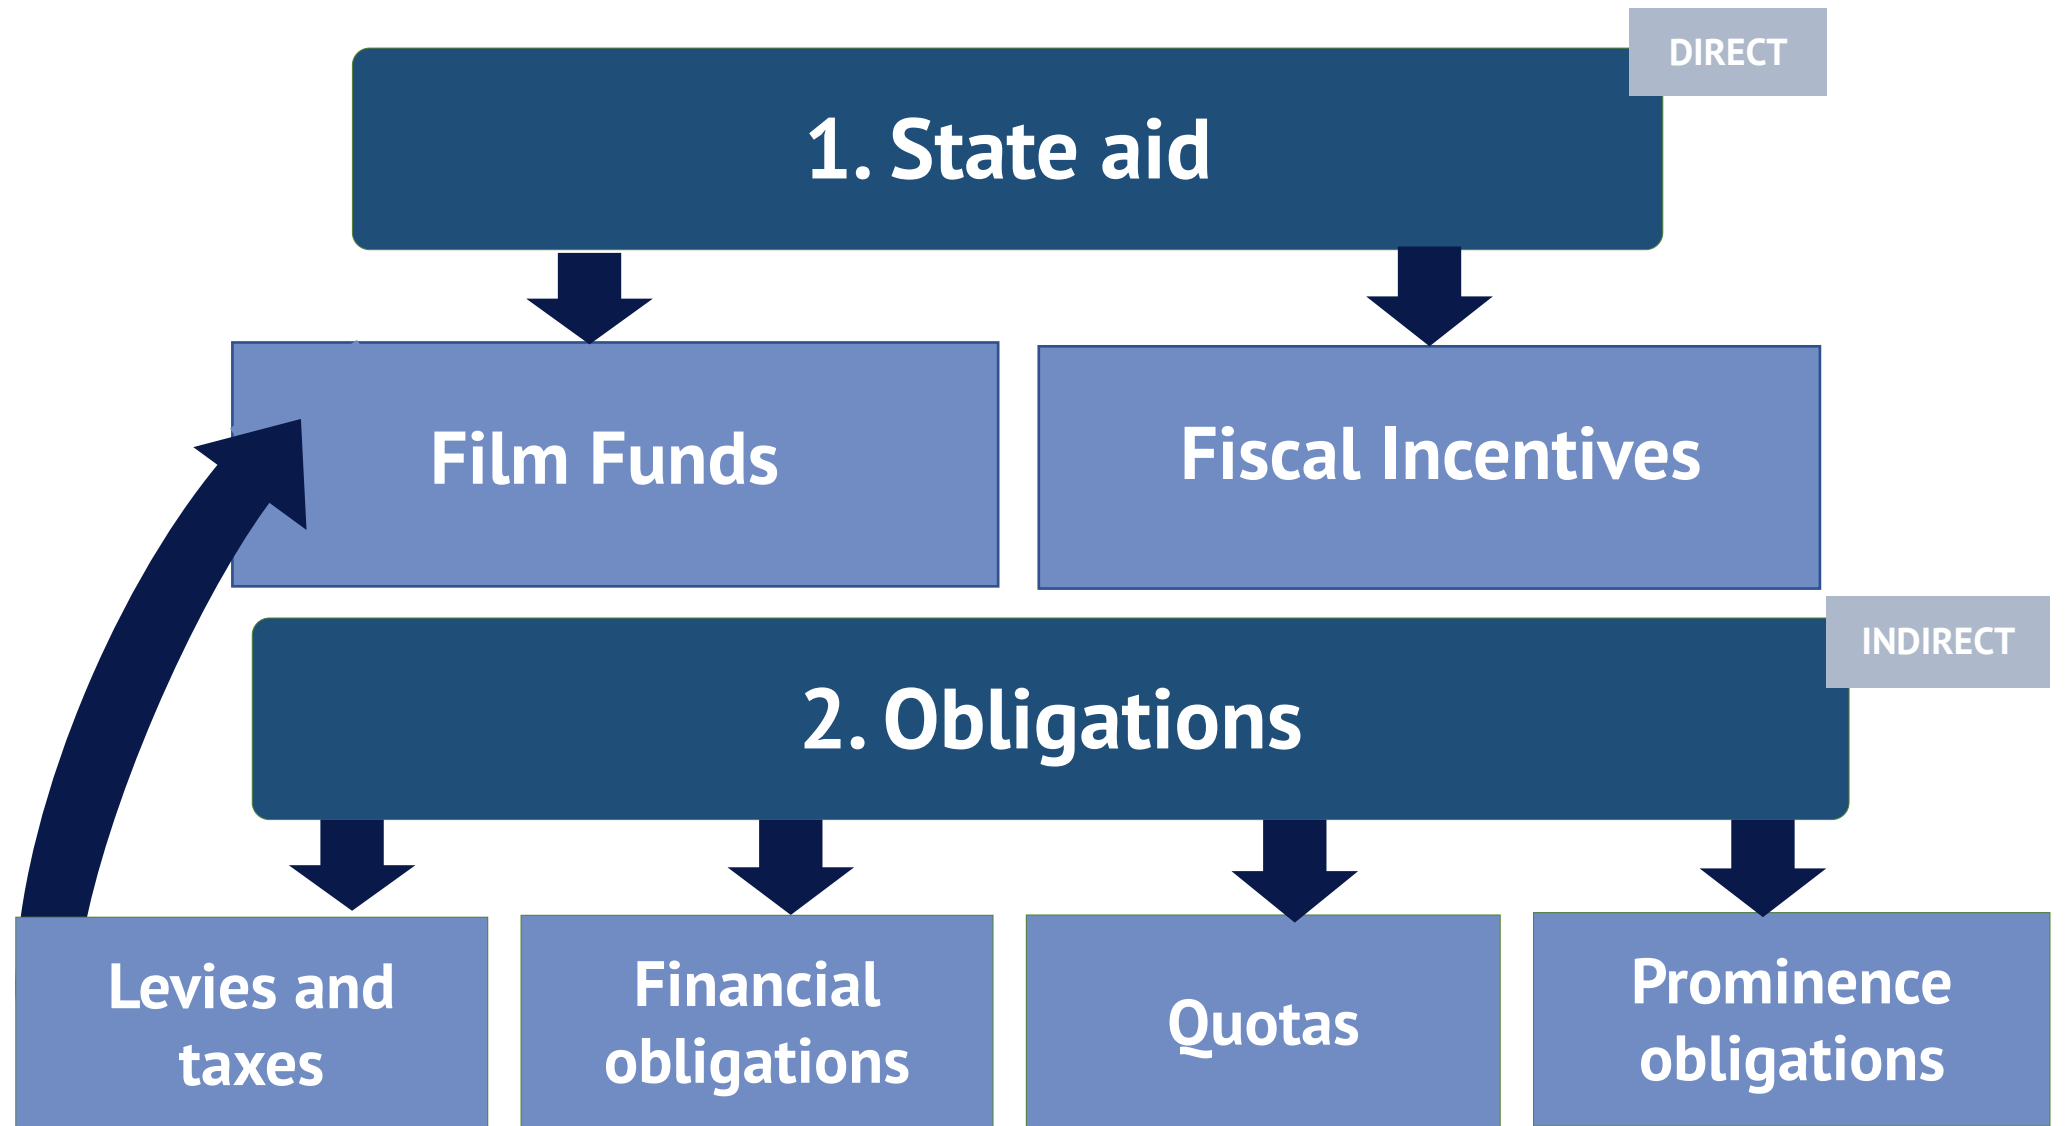 DIRECT
1. State aid
Film Funds
Fiscal Incentives
INDIRECT
2. Obligations
Levies and
taxes
Financial
obligations
Quotas
Prominence
obligations